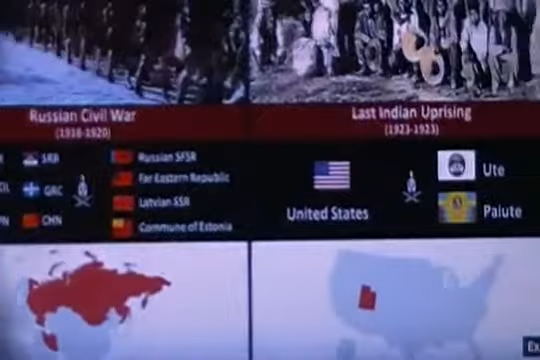 Russian Civil War
(1918-1920)
SRB
GRC
CHN
Russian SFSR
Far Eastern Republic
Latvian SSR
Commune of Estonia
Last Indian Uprising
(1923-1923)
United States
Ute
Paiute
Ex